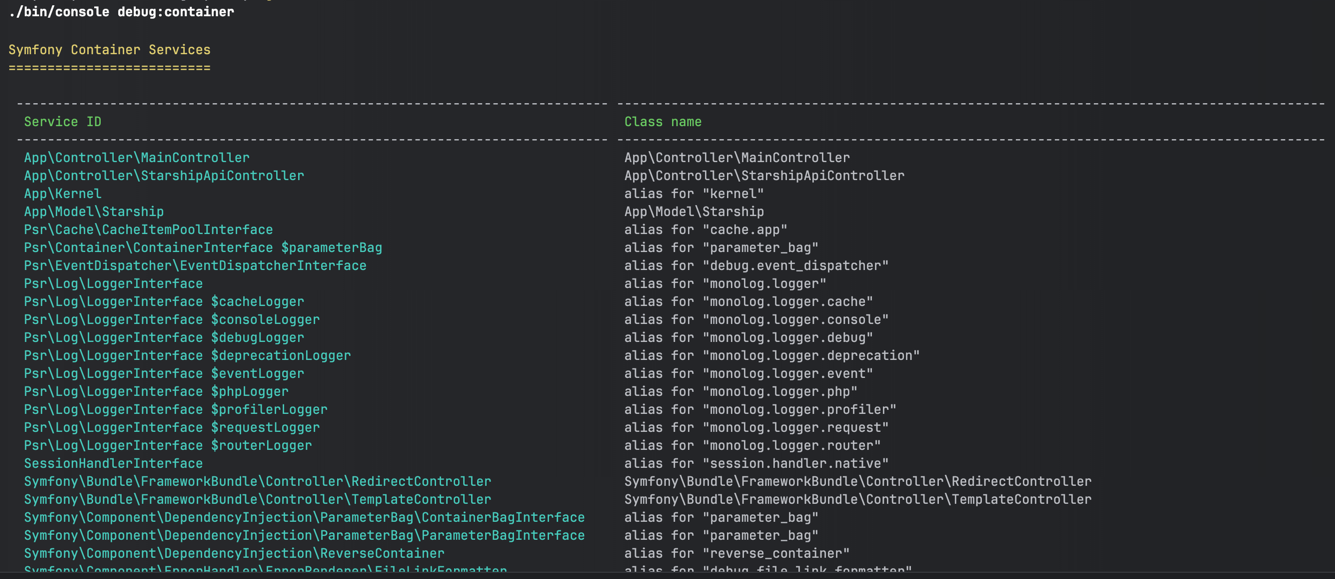 ./bin/console debug:container
Symfony Container Services
==========================
Service ID Class name
App\Controller\MainController App\Controller\MainController
App\Controller\StarshipApiController App\Controller\StarshipApiController
App\Kernel alias for "kernel"
App\Model\Starship App\Model\Starship
Psr\Cache\CacheItemPoolInterface alias for "cache.app"
Psr\Container\ContainerInterface $parameterBag alias for "parameter_bag"
Psr\EventDispatcher\EventDispatcherInterface alias for "debug.event_dispatcher"
Psr\Log\LoggerInterface alias for "monolog.logger"
Psr\Log\LoggerInterface $cacheLogger alias for "monolog.logger.cache"
Psr\Log\LoggerInterface $consoleLogger alias for "monolog.logger.console"
Psr\Log\LoggerInterface $debugLogger alias for "monolog.logger.debug"
Psr\Log\LoggerInterface $deprecationLogger alias for "monolog.logger.deprecation"
Psr\Log\LoggerInterface $eventLogger alias for "monolog.logger.event"
Psr\Log\LoggerInterface $phpLogger alias for "monolog.logger.php"
Psr\Log\LoggerInterface $profilerLogger alias for "monolog.logger.profiler"
Psr\Log\LoggerInterface $requestLogger alias for "monolog.logger.request"
Psr\Log\LoggerInterface $routerLogger alias for "monolog.logger.router"
SessionHandlerInterface alias for "session.handler.native"
Symfony\Bundle\FrameworkBundle\Controller\RedirectController Symfony\Bundle\FrameworkBundle\Controller\RedirectController
Symfony\Bundle\FrameworkBundle\Controller\TemplateController Symfony\Bundle\FrameworkBundle\Controller\TemplateController
Symfony\Component\DependencyInjection\ParameterBag\ContainerBagInterface alias for "parameter_bag"
Symfony\Component\DependencyInjection\ParameterBag\ParameterBagInterface alias for "parameter_bag"
Symfony\Component\DependencyInjection\ReverseContainer alias for "reverse_container"
Symfony\Component\ErrorHandler\ErrorRenderer\FileLinkFormatter alias for "debug.file_link_formatter"